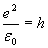 e²/ε₀ = h